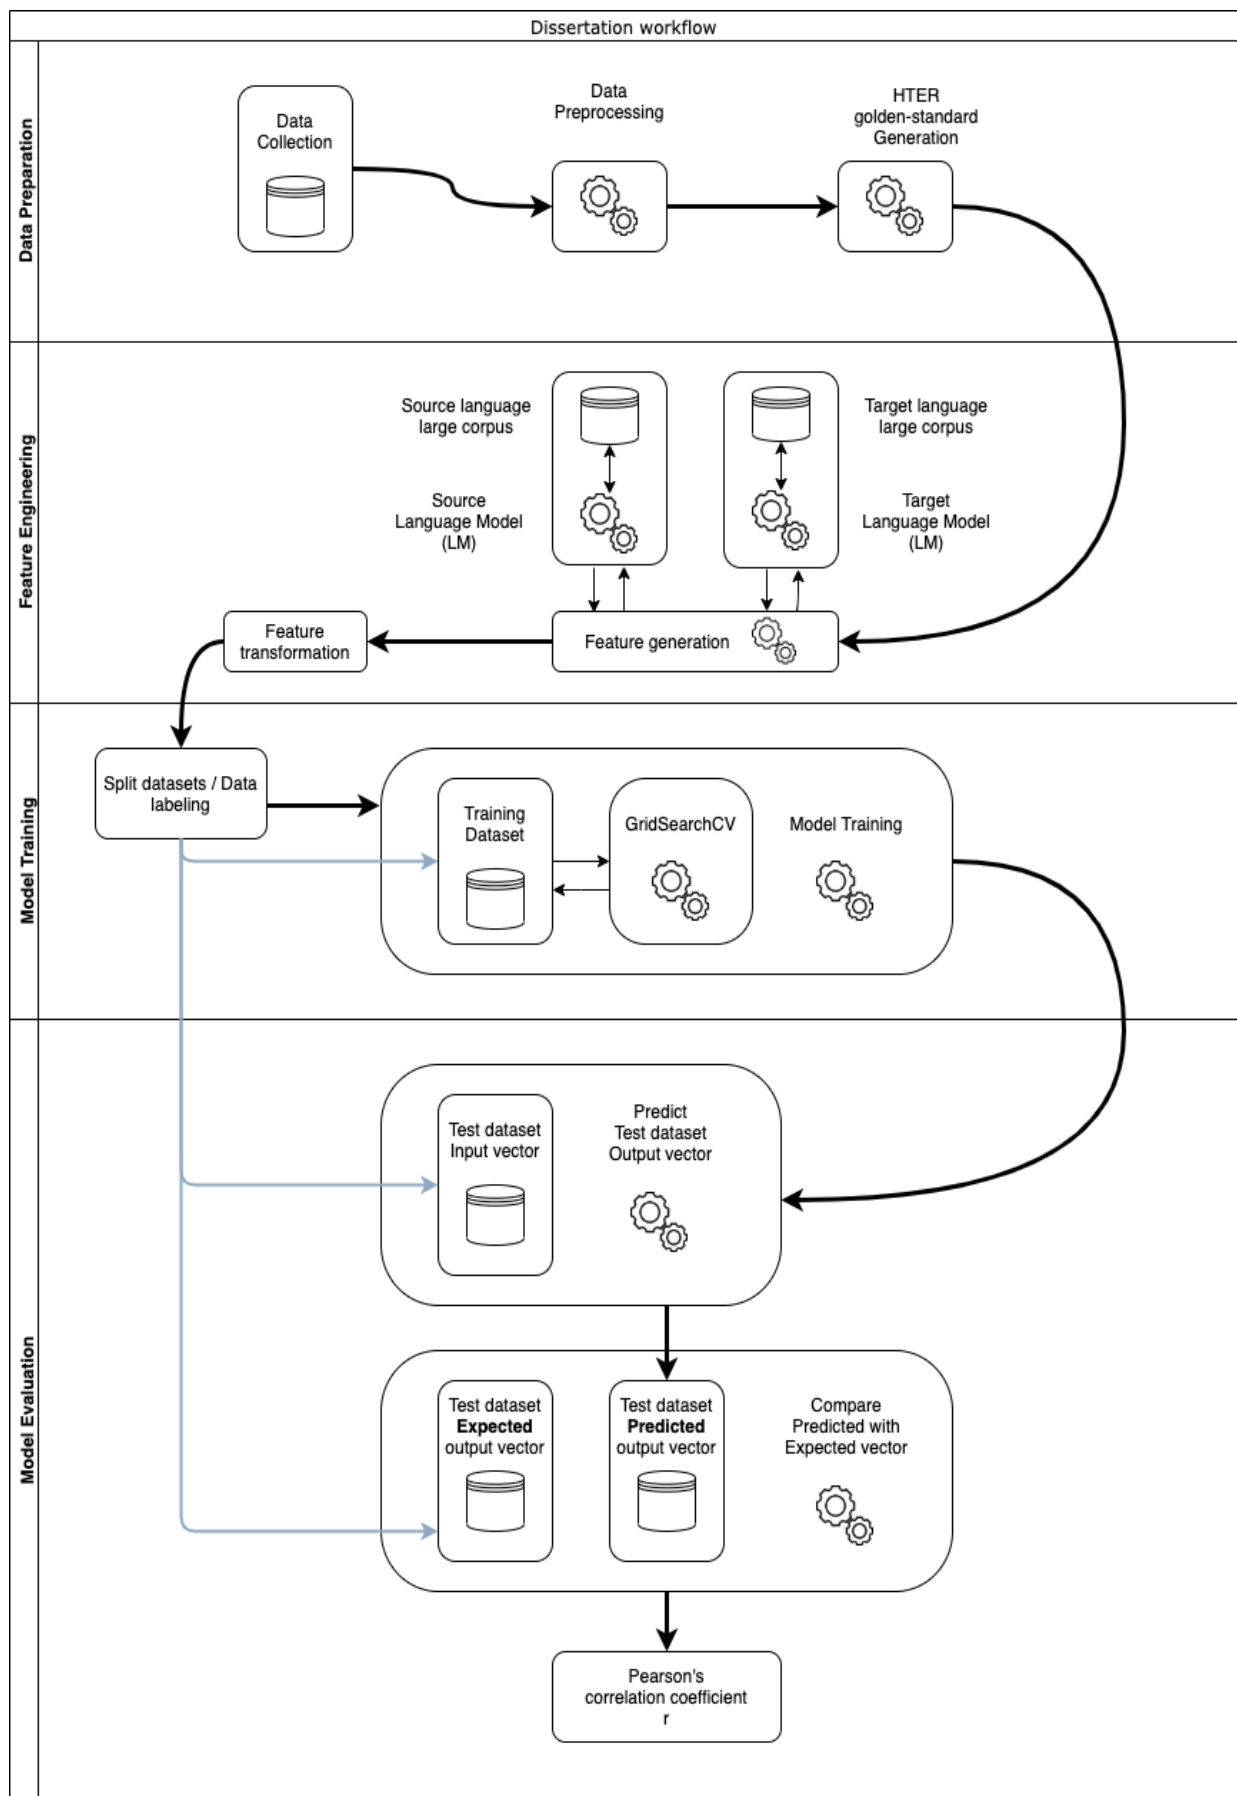 Dissertation workflow
Data Preparation
Data
Collection
Data
Preprocessing
HTER
golden-standard
Generation
Feature Engineering
Source language
large corpus
Target language
large corpus
Source
Language Model
(LM)
Target
Language Model
(LM)
Feature
transformation
Feature generation
Model Training
Split datasets / Data
labeling
Training
Dataset
GridSearchCV
Model Training
Model Evaluation
Test dataset
Input vector
Predict
Test dataset
Output vector
Test dataset
Expected
output vector
Test dataset
Predicted
output vector
Compare
Predicted with
Expected vector
Pearson's
correlation coefficient
r